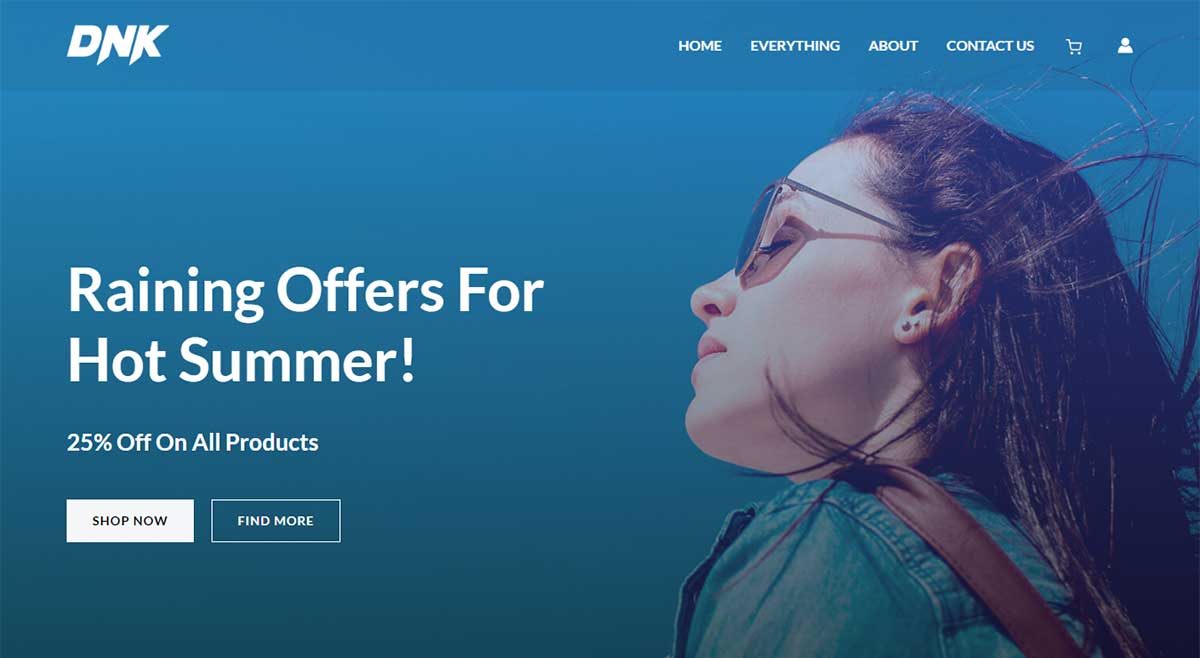 DNK
HOME EVERYTHING ABOUT CONTACT US
Raining Offers For
Hot Summer!
25% Off On All Products
SHOP NOW FIND MORE